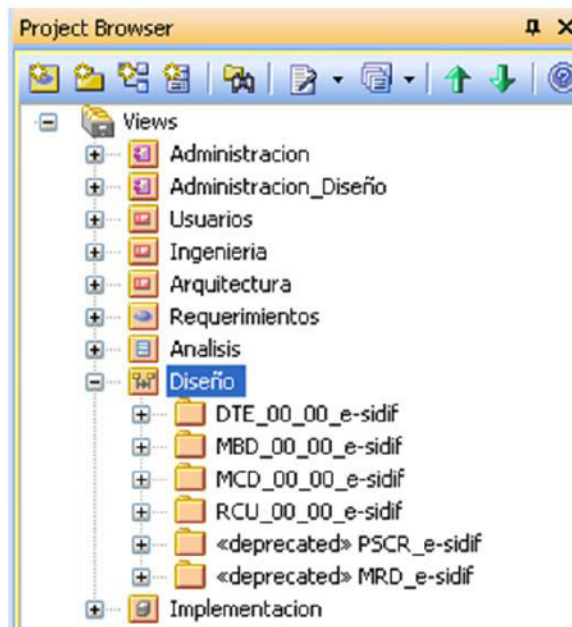 Project Browser
Views
Administracion
Administracion_Diseño
Usuarios
Ingenieria
Arquitectura
Requerimientos
Analisis
Diseño
DTE_00_00_e-sidif
MBD_00_00_e-sidif
MCD_00_00_e-sidif
RCU_00_00_e-sidif
«deprecated» PSCR_e-sidif
«deprecated» MRD_e-sidif
Implementacion